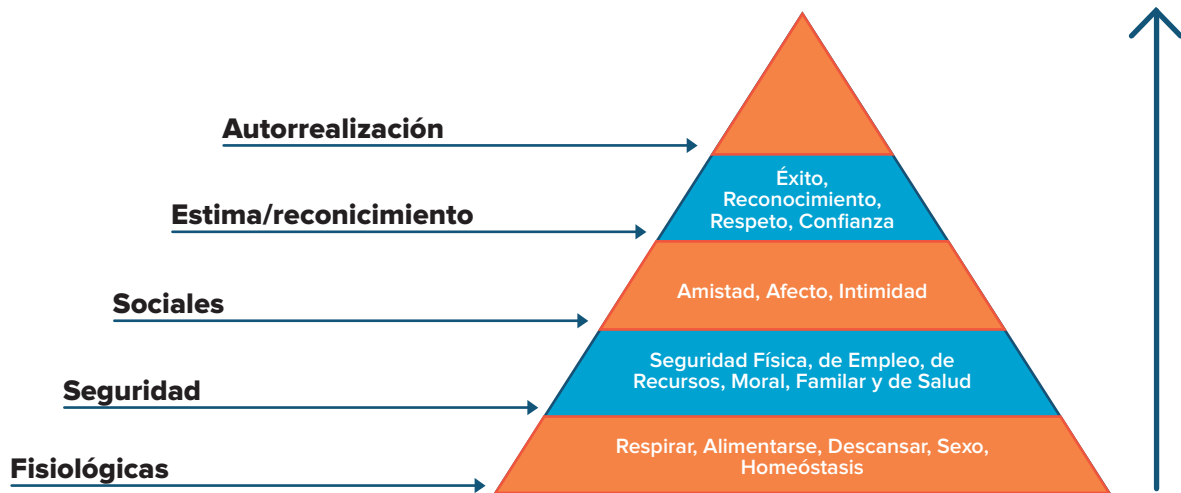 Autorrealización
Éxito,
Reconocimiento,
Respeto, Confianza
Estima/reconicimiento
Amistad, Afecto, Intimidad
Sociales
Seguridad Física, de Empleo, de
Recursos, Moral, Familar y de Salud
Seguridad
Respirar, Alimentarse, Descansar, Sexo,
Homeóstasis
Fisiológicas